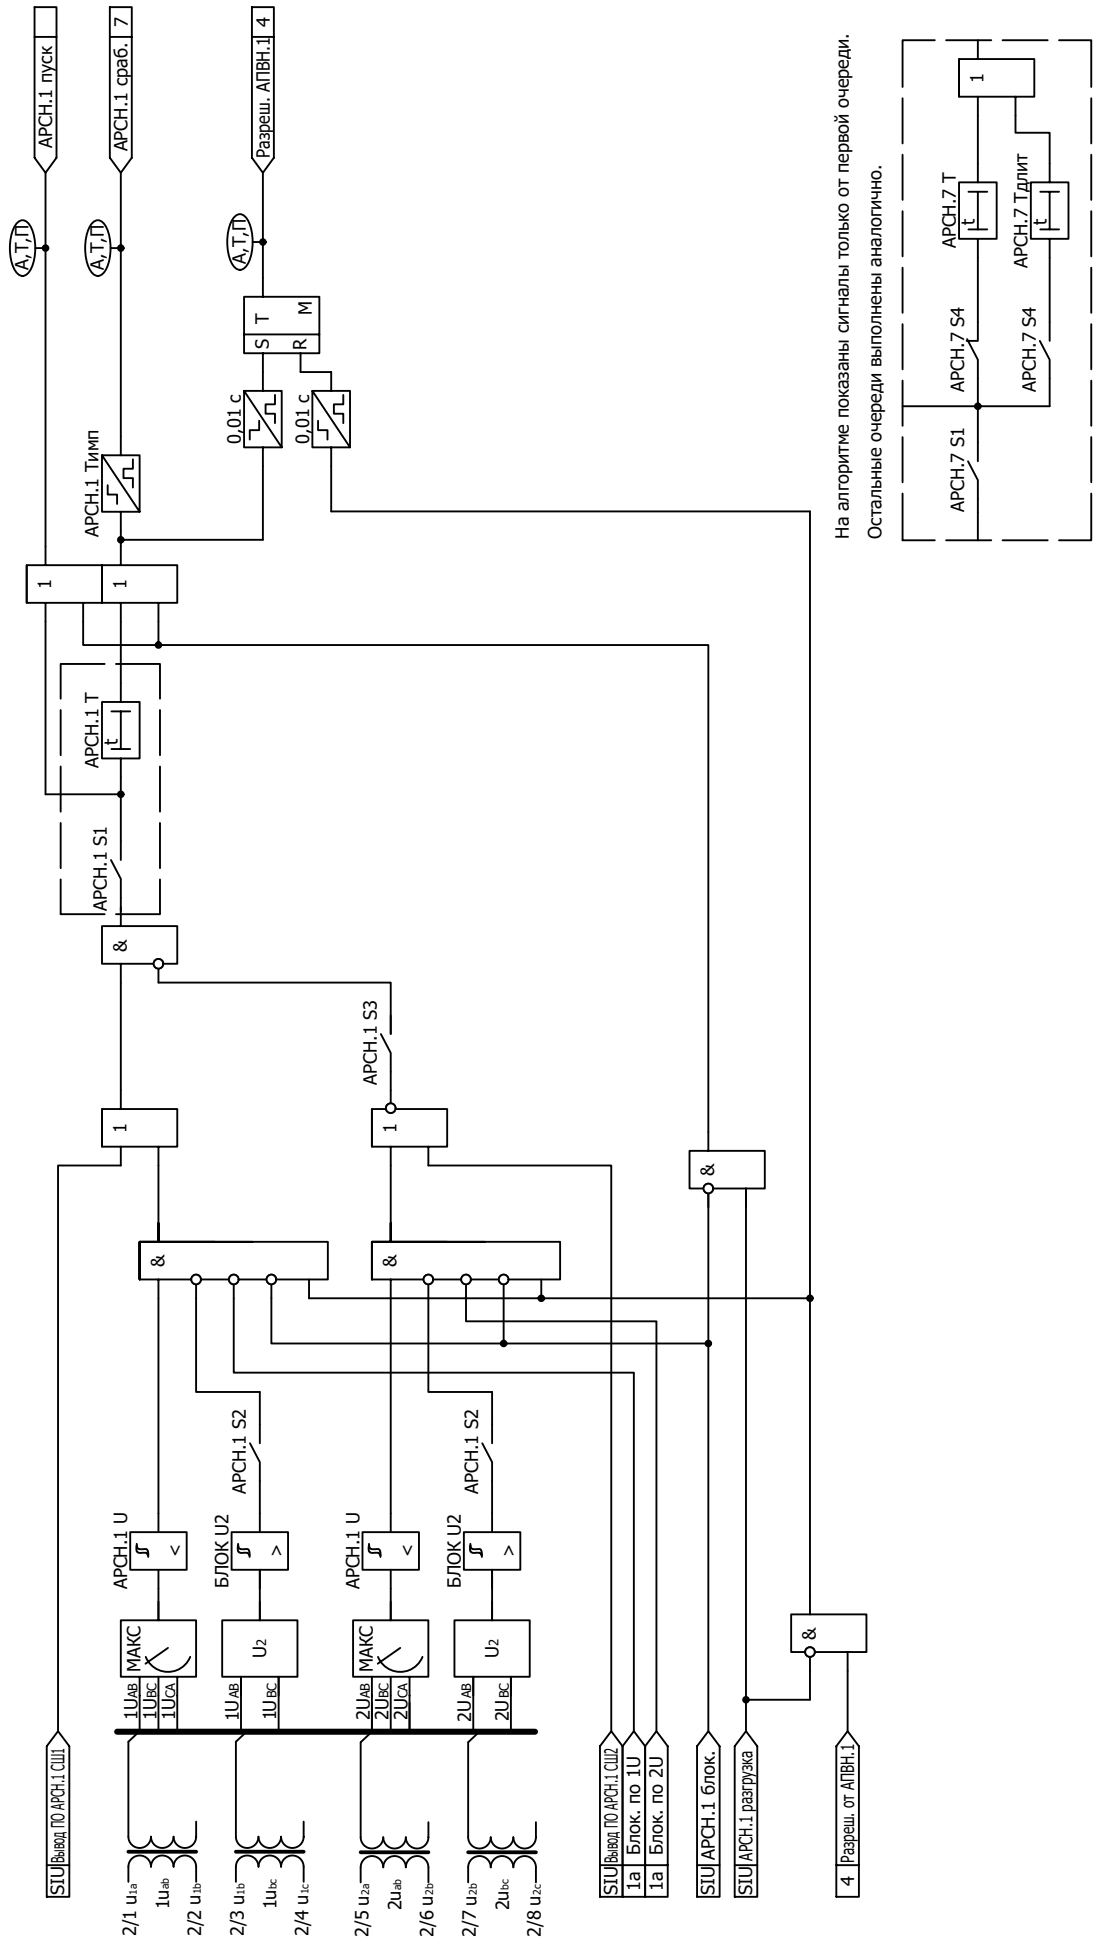 АРСН.1 пуск
АРСН.1 сраб. 7
Разреш. АПВН.1 4
А,Т,П
А,Т,П
А,Т,П
S T
R M
0,01 с
0,01 с
АРСН.1 Тимп
1
1
АРСН.1 Т
t
АРСН.1 S1
&
АРСН.1 S3
1
1
&
&
&
АРСН.1 S2
АРСН.1 S2
АРСН.1 U
<
БЛОК U2
>
АРСН.1 U
<
БЛОК U2
>
МАКС
U2
МАКС
U2
&
1UAB
1UBC
1UCA
1UAB
1UBC
2UAB
2UBC
2UCA
2UAB
2UBC
SIU Вывод ПО АРСН.1 СШ1
SIU Вывод ПО АРСН.1 СШ2
1а Блок. по 1U
1а Блок. по 2U
SIU АРСН.1 блок.
SIU АРСН.1 разгрузка
4 Разреш. от АПВН.1
2/1 u1a
1uab
2/2 u1b
2/3 u1b
1ubc
2/4 u1c
2/5 u2a
2uab
2/6 u2b
2/7 u2b
2ubc
2/8 u2c
На алгоритме показаны сигналы только от первой очереди.
Остальные очереди выполнены аналогично.
1
АРСН.7 Т
t
АРСН.7 Тдлит
t
АРСН.7 S4
АРСН.7 S4
АРСН.7 S1